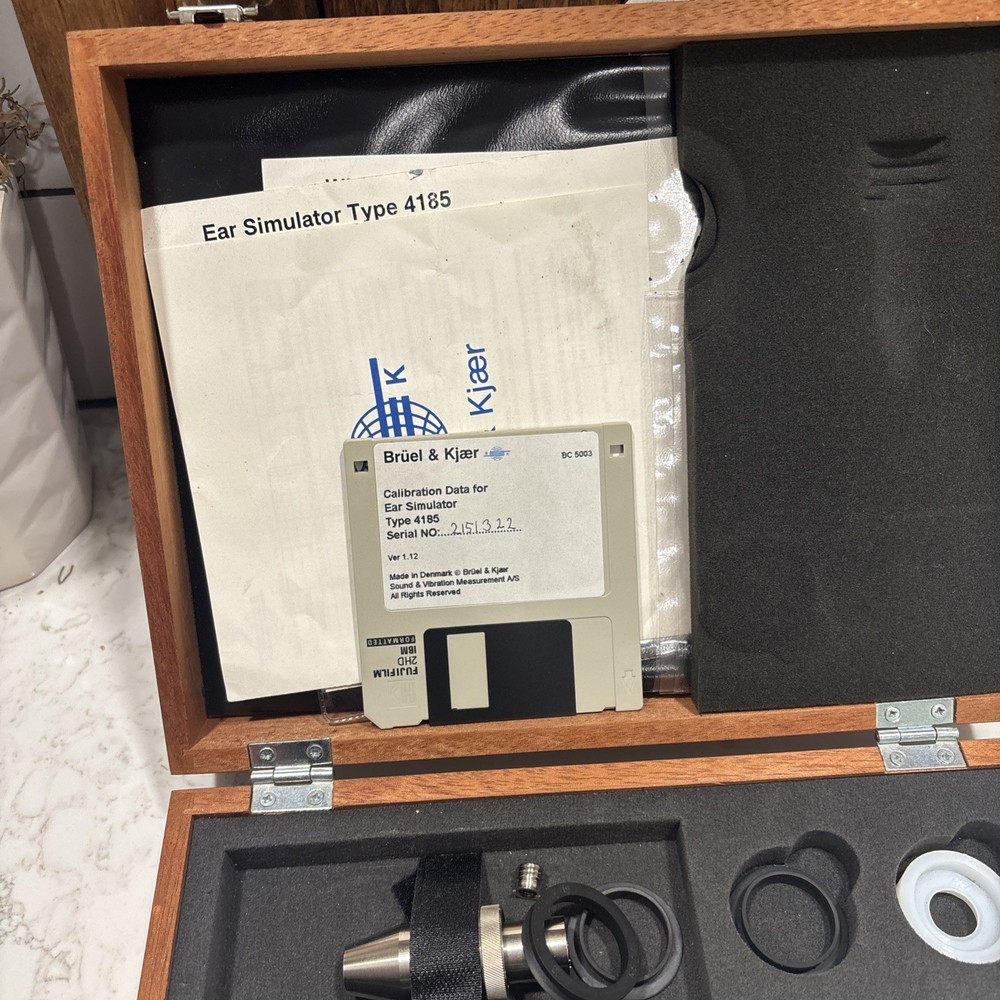 Ear Simulator Type 4185
K
Kjær
Brüel & Kjær
BC 5003
Calibration Data for
Ear Simulator
Type 4185
Serial NO:....2151322..
Ver 1.12
Made in Denmark © Brüel & Kjær
Sound & Vibration Measurement A/S
All Rights Reserved
FUJIFILM
2HD
IBM
FORMATTED